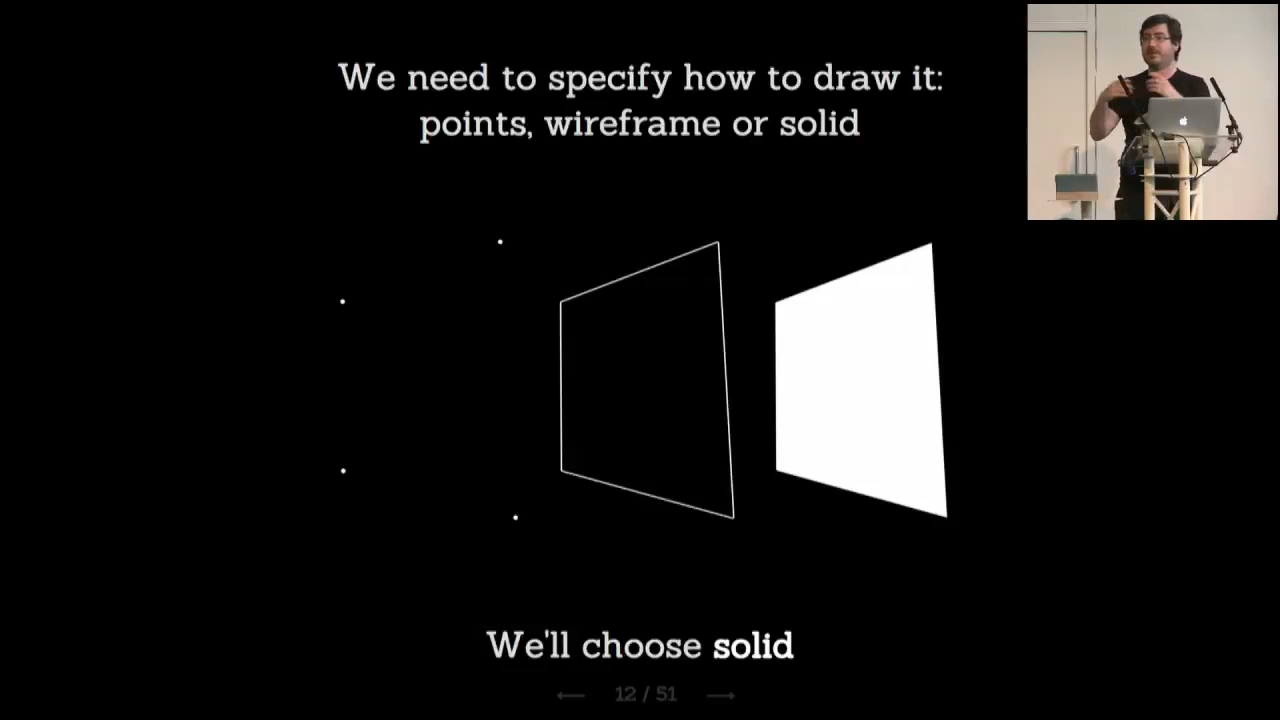 We need to specify how to draw it:
points, wireframe or solid
We'll choose solid
← 12 / 51 →